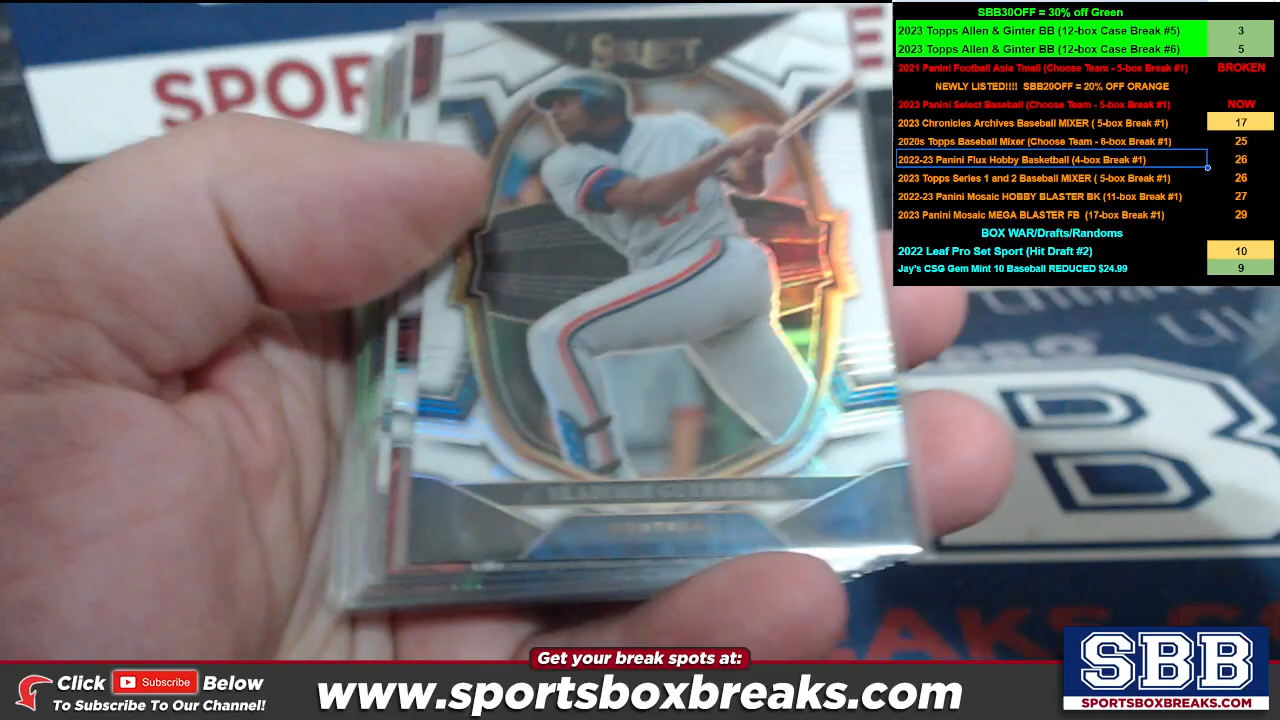 SBB30OFF = 30% off Green
2023 Topps Allen & Ginter BB (12-box Case Break #5) 3
2023 Topps Allen & Ginter BB (12-box Case Break #6) 5
2021 Panini Football Asia Tmall (Choose Team - 5-box Break #1) BROKEN
NEWLY LISTED!!!! SBB20OFF = 20% OFF ORANGE
2023 Panini Select Baseball (Choose Team - 5-box Break #1) NOW
2023 Chronicles Archives Baseball MIXER ( 5-box Break #1) 17
2020s Topps Baseball Mixer (Choose Team - 6-box Break #1) 25
2022-23 Panini Flux Hobby Basketball (4-box Break #1) 26
2023 Topps Series 1 and 2 Baseball MIXER ( 5-box Break #1) 26
2022-23 Panini Mosaic HOBBY BLASTER BK (11-box Break #1) 27
2023 Panini Mosaic MEGA BLASTER FB (17-box Break #1) 29
BOX WAR/Drafts/Randoms
2022 Leaf Pro Set Sport (Hit Draft #2) 10
Jay's CSG Gem Mint 10 Baseball REDUCED $24.99 9
SELECT
SPOR
VLADIMIR GUERRERO
MONTREAL
B
Get your break spots at:
Click Subscribe Below
To Subscribe To Our Channel!
www.sportsboxbreaks.com
SBB
SPORTSBOXBREAKS.COM